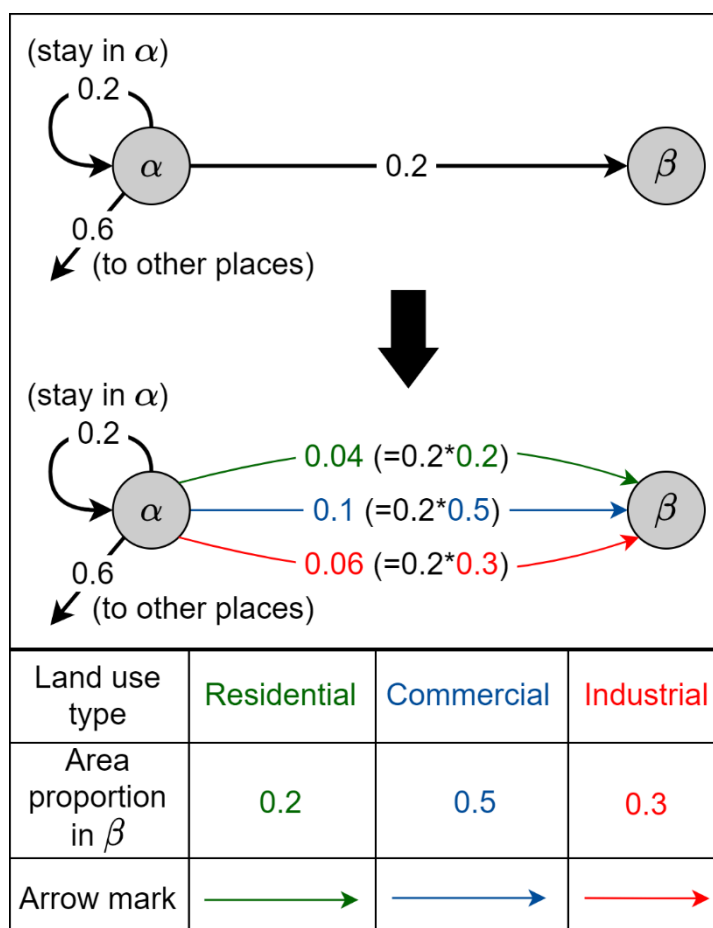 (stay in α)
0.2
α
0.2
β
0.6
(to other places)
(stay in α)
0.2
0.04 (=0.2*0.2)
α
0.1 (=0.2*0.5)
β
0.06 (=0.2*0.3)
0.6
(to other places)
Land use type Residential Commercial Industrial
Area proportion in β 0.2 0.5 0.3
Arrow mark